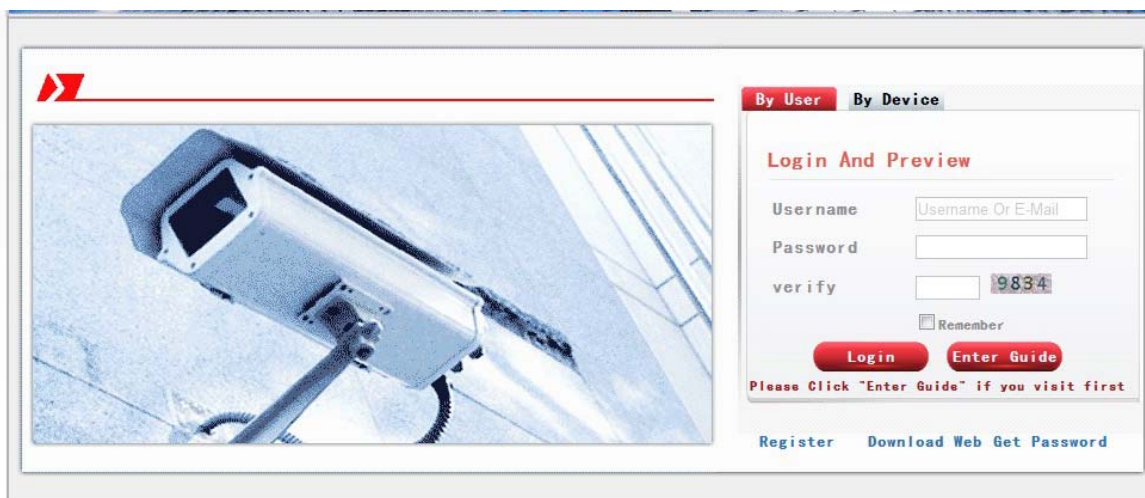 By User By Device
Login And Preview
Username Username Or E-Mail
Password
verify 9834
Remember
Login Enter Guide
Please Click "Enter Guide" if you visit first
Register Download Web Get Password